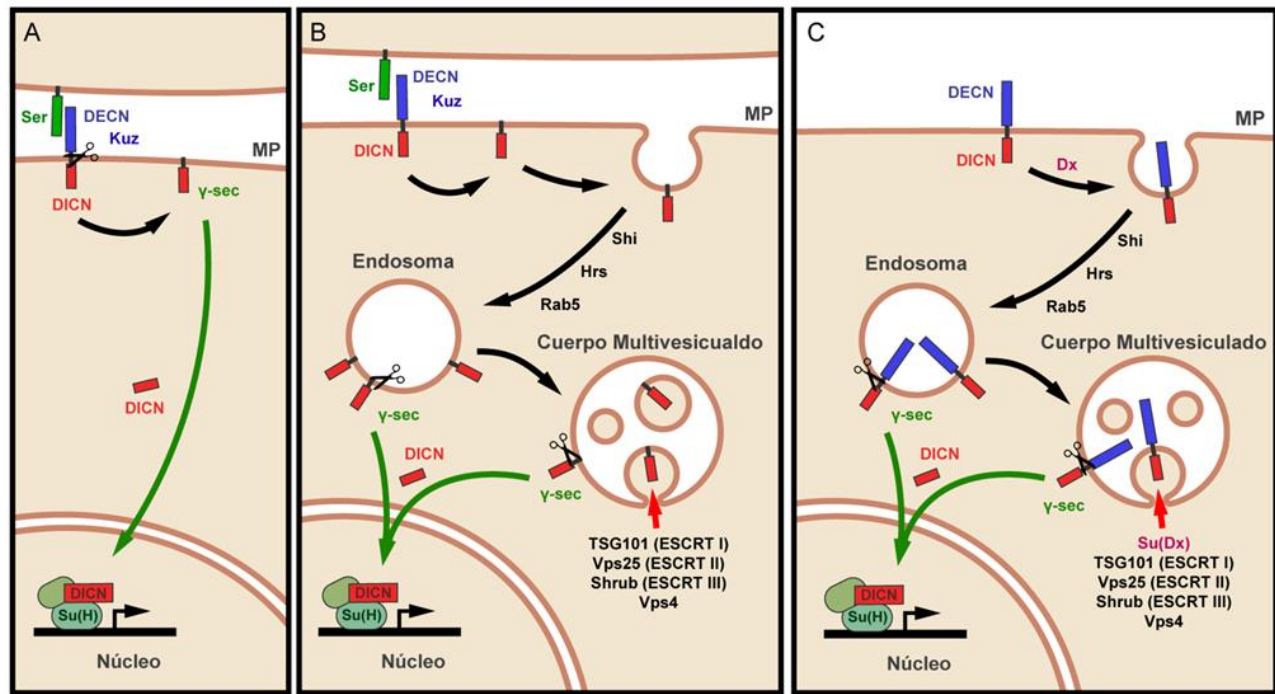 A
Ser
DECN
Kuz
MP
DICN
γ-sec
DICN
DICN
Su(H)
Núcleo
B
Ser
DECN
Kuz
MP
DICN
Shi
Hrs
Rab5
Endosoma
Cuerpo Multivesicualdo
γ-sec
DICN
γ-sec
TSG101 (ESCRT I)
Vps25 (ESCRT II)
Shrub (ESCRT III)
Vps4
DICN
Su(H)
Núcleo
C
DECN
MP
DICN
Dx
Shi
Hrs
Rab5
Endosoma
Cuerpo Multivesiculado
γ-sec
DICN
γ-sec
Su(Dx)
TSG101 (ESCRT I)
Vps25 (ESCRT II)
Shrub (ESCRT III)
Vps4
DICN
Su(H)
Núcleo